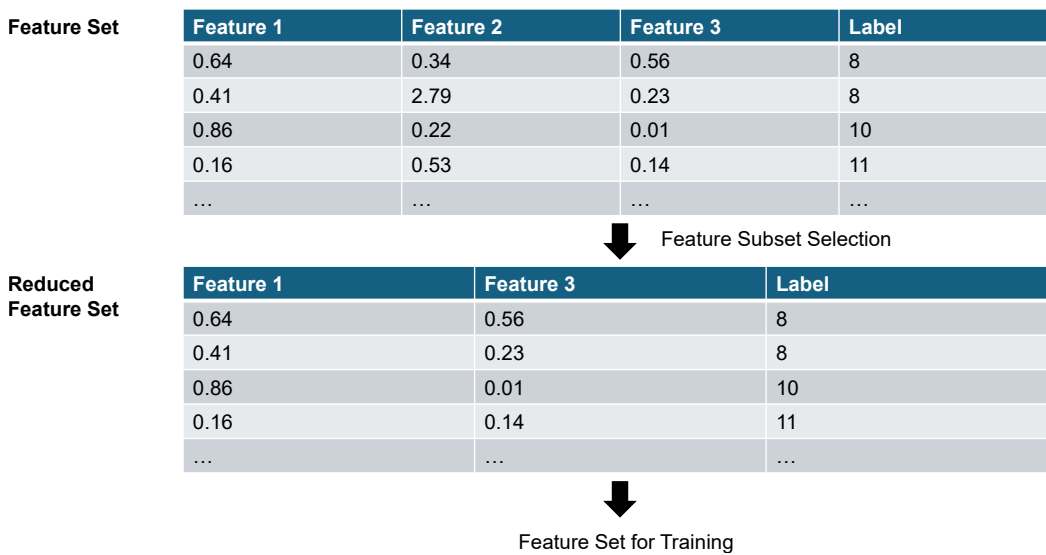 Feature Set
Feature 1 Feature 2 Feature 3 Label
0.64 0.34 0.56 8
0.41 2.79 0.23 8
0.86 0.22 0.01 10
0.16 0.53 0.14 11
… … … …
Feature Subset Selection
Reduced
Feature Set
Feature 1 Feature 3 Label
0.64 0.56 8
0.41 0.23 8
0.86 0.01 10
0.16 0.14 11
… … …
Feature Set for Training